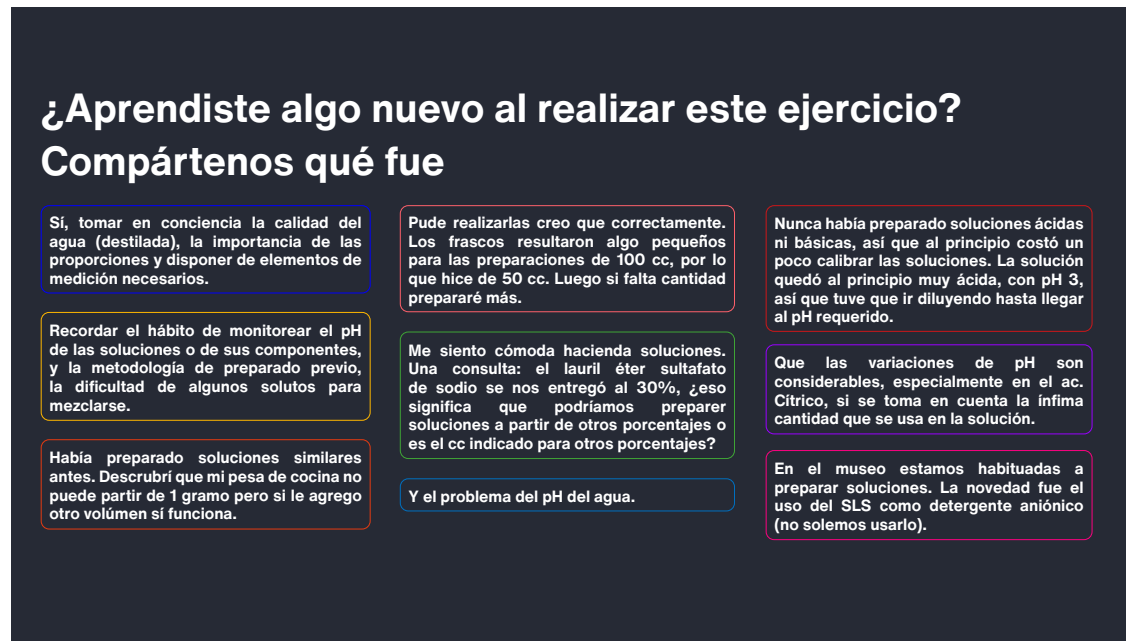 ¿Aprendiste algo nuevo al realizar este ejercicio?
Compártenos qué fue
Sí, tomar en conciencia la calidad del
agua (destilada), la importancia de las
proporciones y disponer de elementos de
medición necesarios.
Recordar el hábito de monitorear el pH
de las soluciones o de sus componentes,
y la metodología de preparado previo,
la dificultad de algunos solutos para
mezclarse.
Había preparado soluciones similares
antes. Descrubrí que mi pesa de cocina no
puede partir de 1 gramo pero si le agrego
otro volúmen sí funciona.
Pude realizarlas creo que correctamente.
Los frascos resultaron algo pequeños
para las preparaciones de 100 cc, por lo
que hice de 50 cc. Luego si falta cantidad
prepararé más.
Me siento cómoda hacienda soluciones.
Una consulta: el lauril éter sultafato
de sodio se nos entregó al 30%, ¿eso
significa que podríamos preparer
soluciones a partir de otros porcentajes o
es el cc indicado para otros porcentajes?
Y el problema del pH del agua.
Nunca había preparado soluciones ácidas
ni básicas, así que al principio costó un
poco calibrar las soluciones. La solución
quedó al principio muy ácida, con pH 3,
así que tuve que ir diluyendo hasta llegar
al pH requerido.
Que las variaciones de pH son
considerables, especialmente en el ac.
Cítrico, si se toma en cuenta la ínfima
cantidad que se usa en la solución.
En el museo estamos habituadas a
preparar soluciones. La novedad fue el
uso del SLS como detergente aniónico
(no solemos usarlo).